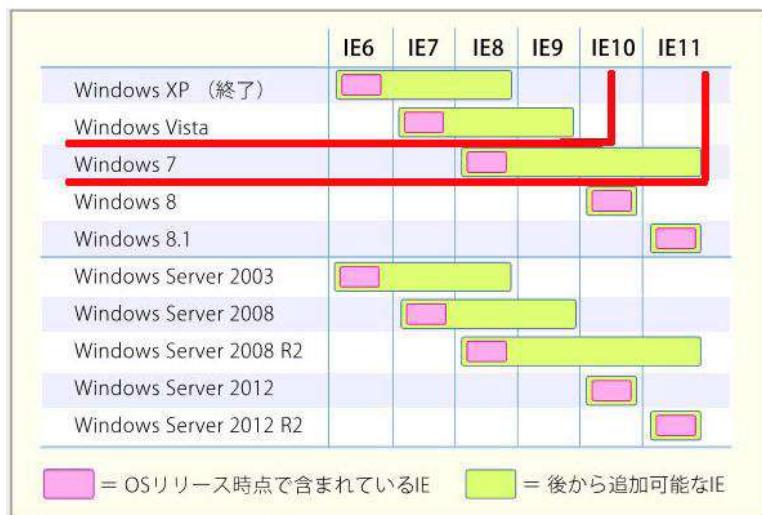 IE6 IE7 IE8 IE9 IE10 IE11
Windows XP （終了）
Windows Vista
Windows 7
Windows 8
Windows 8.1
Windows Server 2003
Windows Server 2008
Windows Server 2008 R2
Windows Server 2012
Windows Server 2012 R2
= OSリリース時点で含まれているIE = 後から追加可能なIE